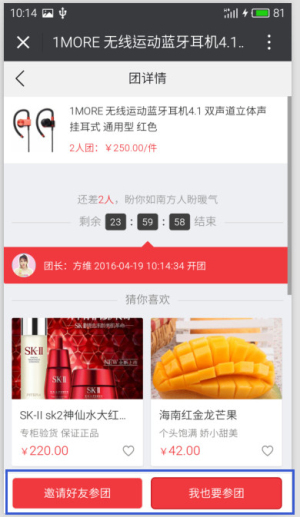 10:14
81
1MORE 无线运动蓝牙耳机4.1..
团详情
1MORE 无线运动蓝牙耳机4.1 双声道立体声
挂耳式 通用型 红色
2人团：￥250.00/件
还差2人，盼你如南方人盼暖气
剩余 23 : 59 : 58 结束
团长：方维 2016-04-19 10:14:34 开团
猜你喜欢
SK-II
SK-II sk2神仙水大红...
专柜验货 保证正品
￥220.00
海南红金龙芒果
个头饱满 娇小甜美
￥42.00
邀请好友参团
我也要参团